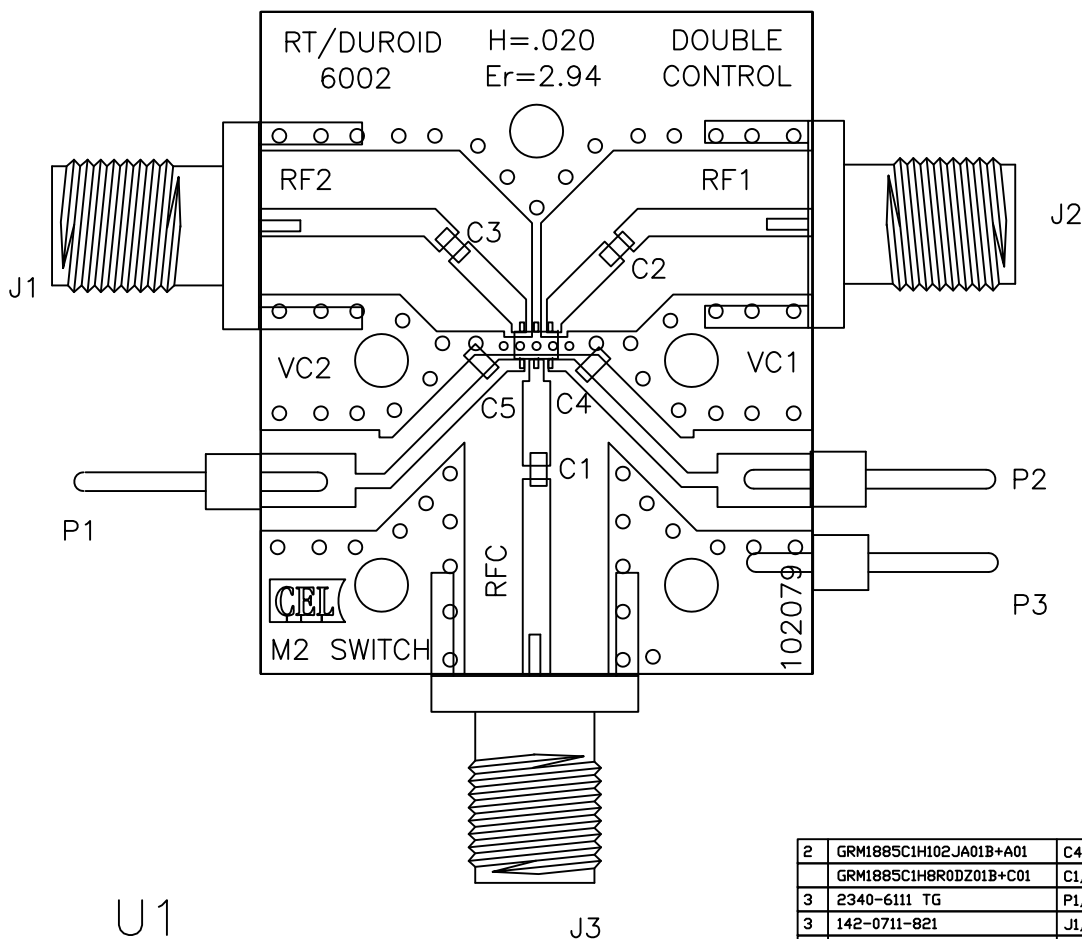 RT/DUROID H=.020 DOUBLE
6002 Er=2.94 CONTROL
RF2 RF1
J2
C3
C2
J1
VC2 VC1
C5 C4
C1
P2
P1
RFC
P3
CEL
102079
M2 SWITCH
U1
J3
2 GRM1885C1H102JA01B+A01 C4
GRM1885C1H8R0DZ01B+C01 C1,
3 2340-6111 TG P1,
3 142-0711-821 J1,